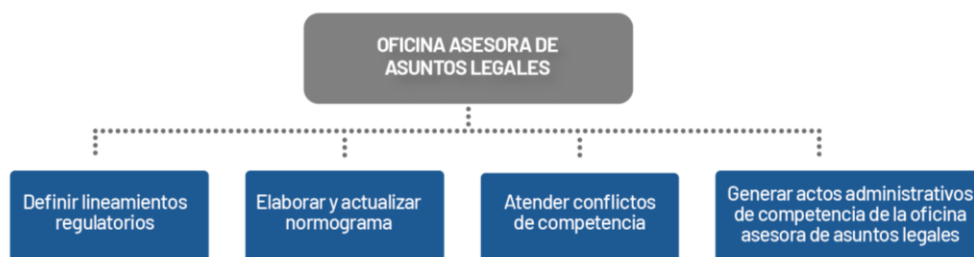 OFICINA ASESORA DE
ASUNTOS LEGALES
Definir lineamientos
regulatorios
Elaborar y actualizar
normograma
Atender conflictos
de competencia
Generar actos administrativos
de competencia de la oficina
asesora de asuntos legales